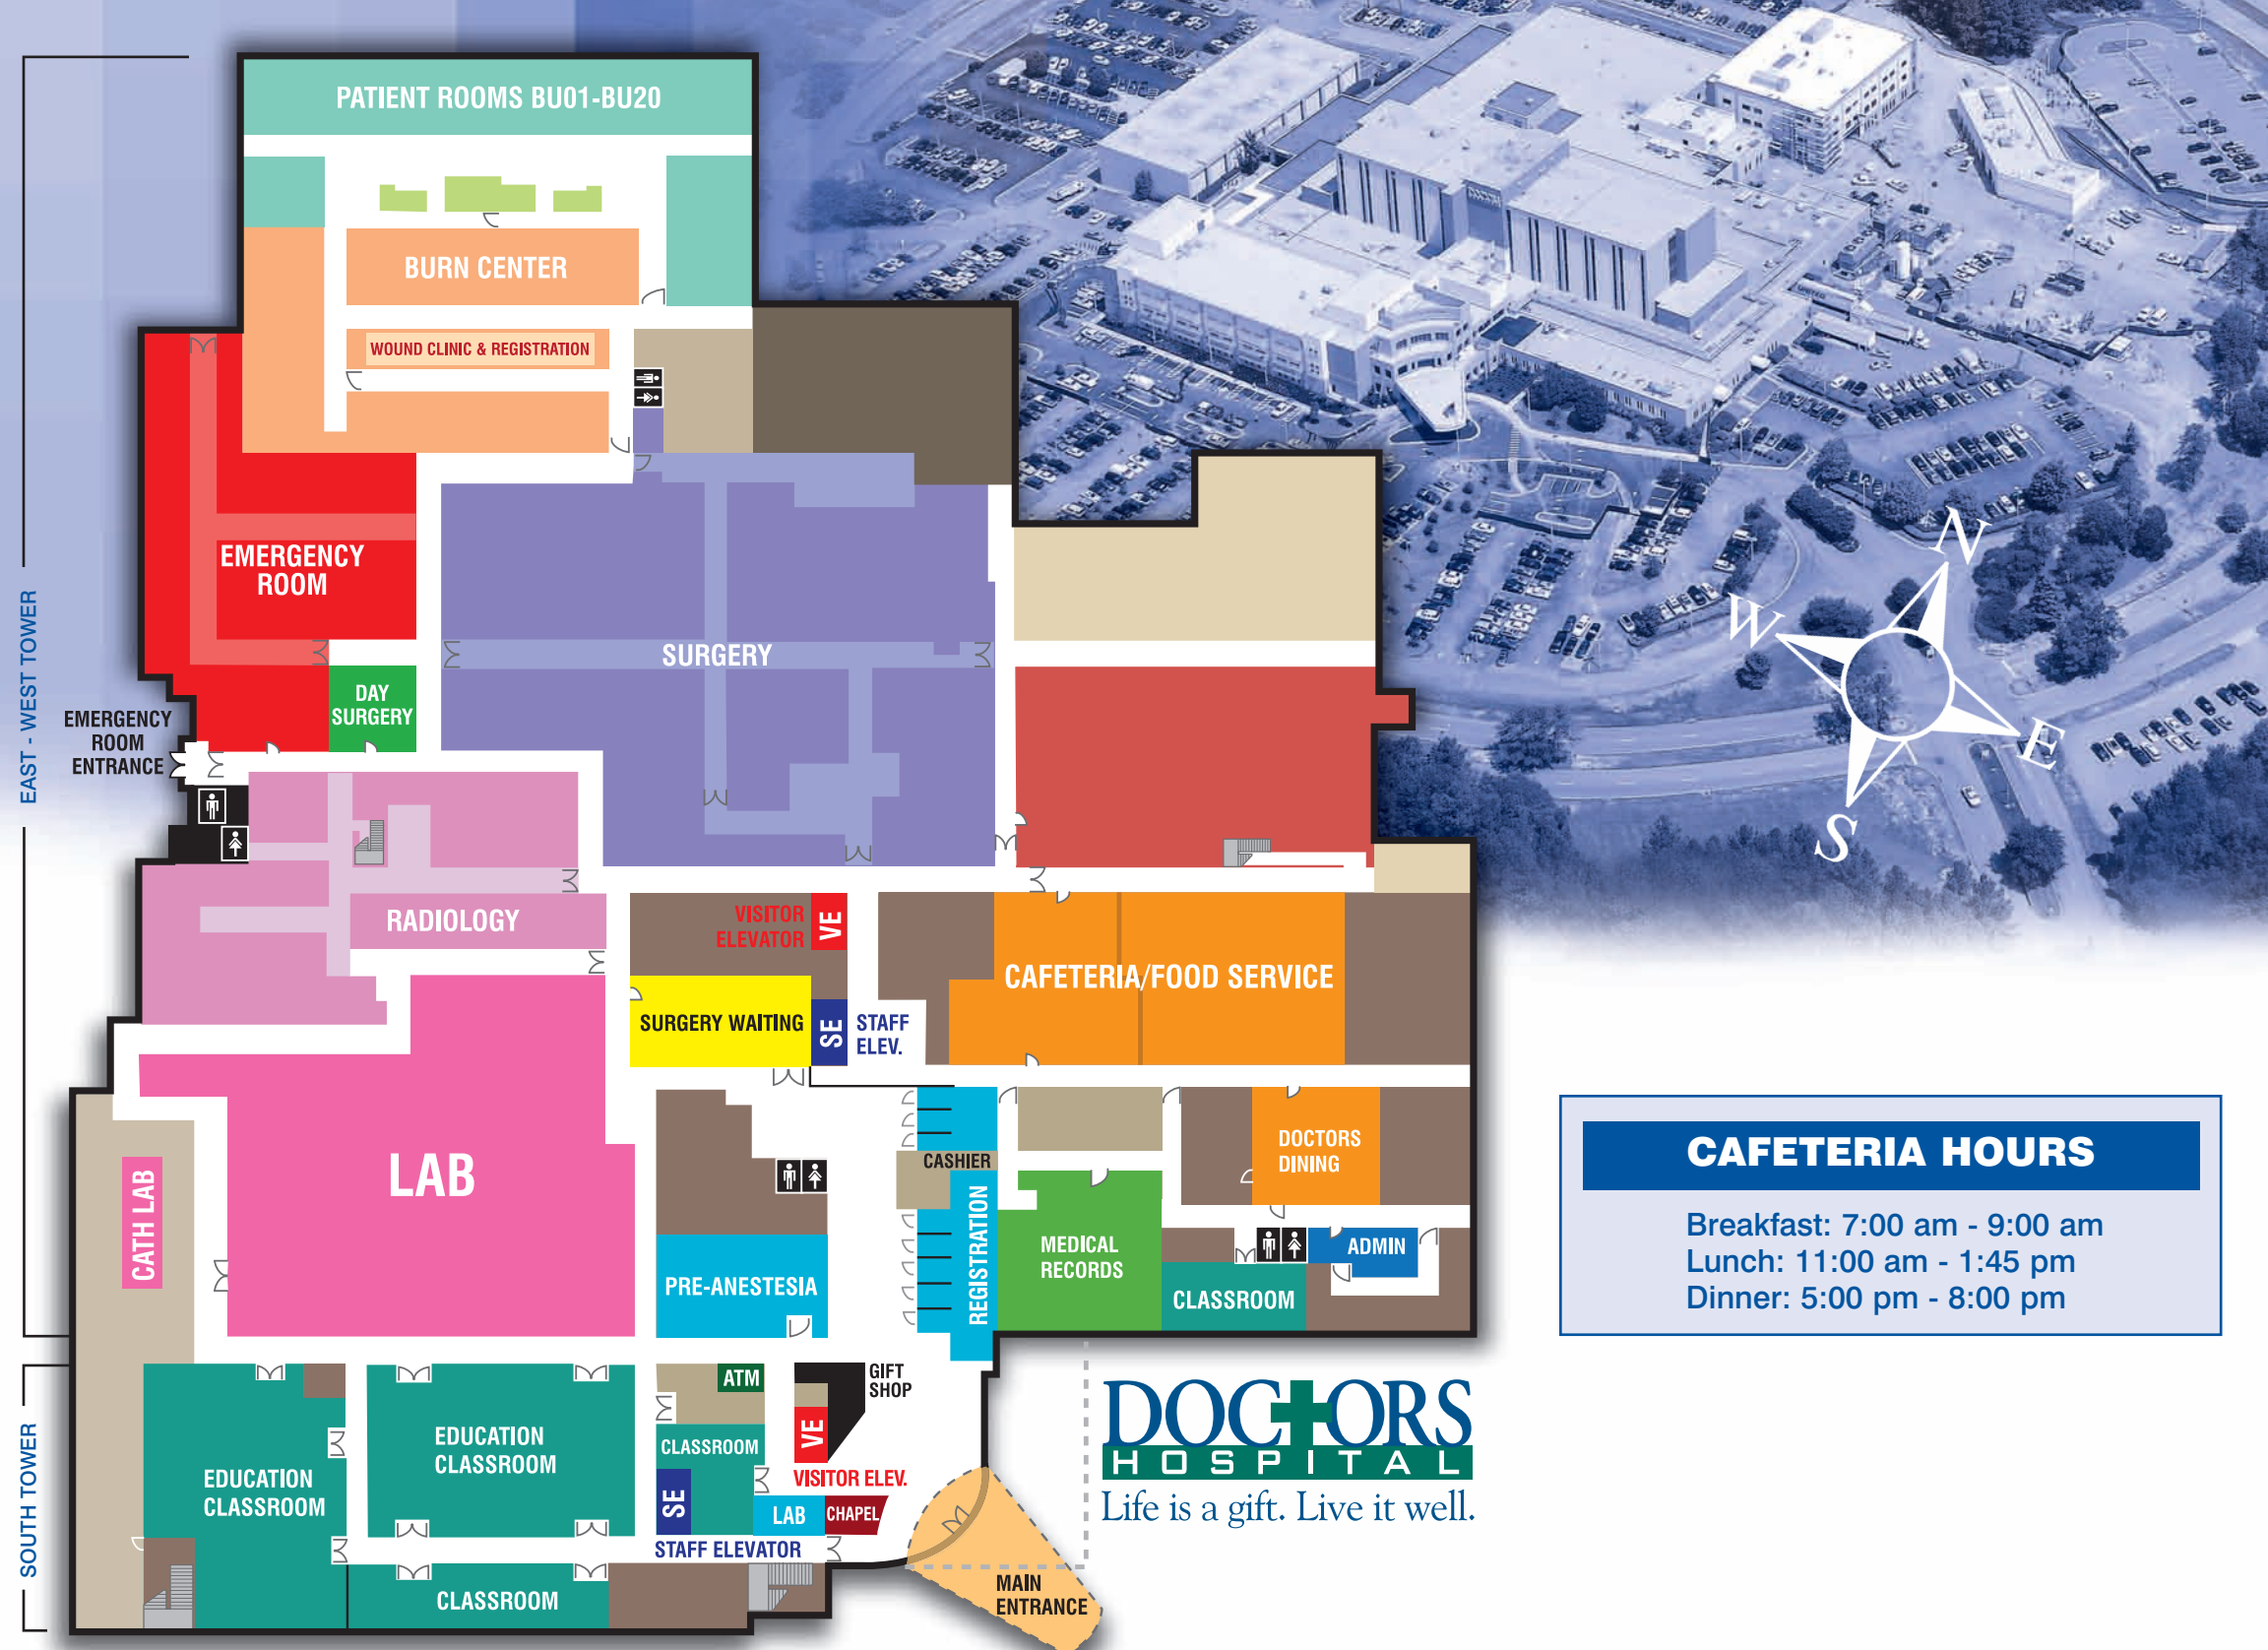 PATIENT ROOMS BU01-BU20
BURN CENTER
WOUND CLINIC & REGISTRATION
EMERGENCY
ROOM
SURGERY
DAY
SURGERY
EMERGENCY
ROOM
ENTRANCE
EAST - WEST TOWER
N
W
E
S
RADIOLOGY
VISITOR
ELEVATOR
VE
CAFETERIA/FOOD SERVICE
SURGERY WAITING
SE
STAFF
ELEV.
LAB
CATH LAB
CASHIER
REGISTRATION
DOCTORS
DINING
MEDICAL
RECORDS
ADMIN
CLASSROOM
PRE-ANESTESIA
CAFETERIA HOURS
Breakfast: 7:00 am - 9:00 am
Lunch: 11:00 am - 1:45 pm
Dinner: 5:00 pm - 8:00 pm
SOUTH TOWER
ATM
GIFT
SHOP
VE
VISITOR ELEV.
EDUCATION
CLASSROOM
EDUCATION
CLASSROOM
CLASSROOM
SE
LAB
CHAPEL
STAFF ELEVATOR
CLASSROOM
MAIN
ENTRANCE
DOCTORS
HOSPITAL
Life is a gift. Live it well.